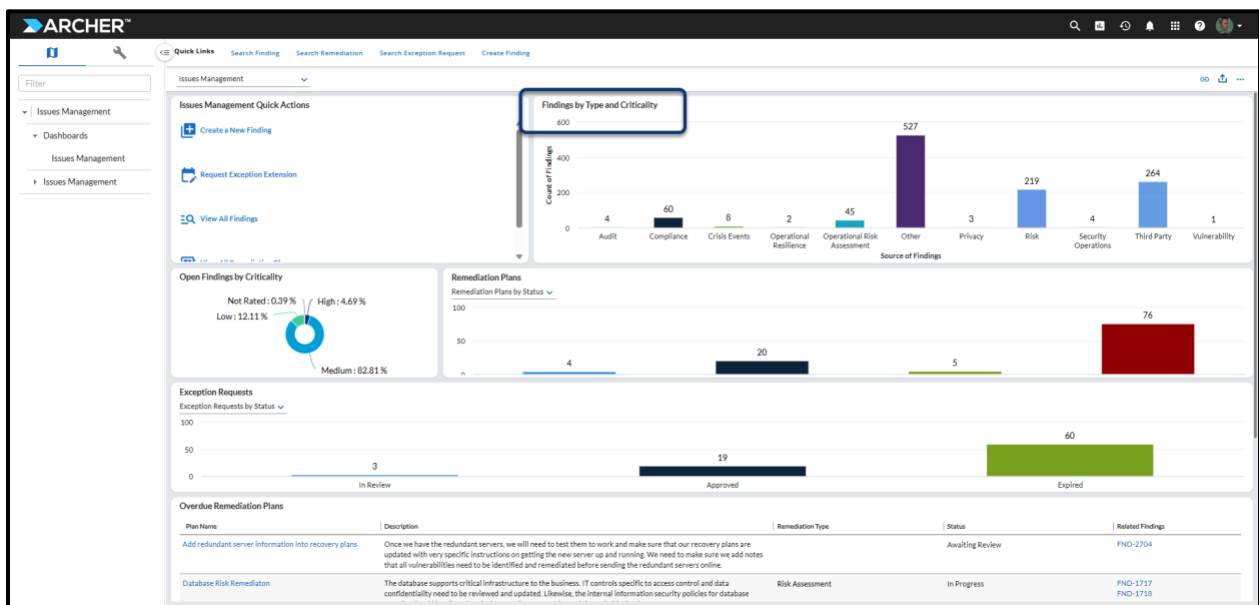 ARCHER™
Quick Links Search Finding Search Remediation Search Exception Request Create Finding
Filter
Issues Management
Dashboards
Issues Management
Issues Management
Issues Management
Issues Management Quick Actions
Create a New Finding
Request Exception Extension
View All Findings
Findings by Type and Criticality
600
400
200
0
Count of Findings
4
60
8
2
45
527
3
219
4
264
1
Audit
Compliance
Crisis Events
Operational Resilience
Operational Risk Assessment
Other
Privacy
Risk
Security Operations
Third Party
Vulnerability
Source of Findings
Open Findings by Criticality
Not Rated : 0.39 %
High : 4.69 %
Low : 12.11 %
Medium : 82.81 %
Remediation Plans
Remediation Plans by Status
100
50
4
20
5
76
Exception Requests
Exception Requests by Status
100
50
0
3
19
60
In Review
Approved
Expired
Overdue Remediation Plans
Plan Name Description Remediation Type Status Related Findings
Add redundant server information into recovery plans
Once we have the redundant servers, we will need to test them to work and make sure that our recovery plans are
updated with very specific instructions on getting the new server up and running. We need to make sure we add notes
that all vulnerabilities need to be identified and remediated before sending the redundant servers online.
Awaiting Review
FND-2704
Database Risk Remediaton
The database supports critical infrastructure to the business. IT controls specific to access control and data
confidentiality need to be reviewed and updated. Likewise, the internal information security policies for database
Risk Assessment
In Progress
FND-1717
FND-1718